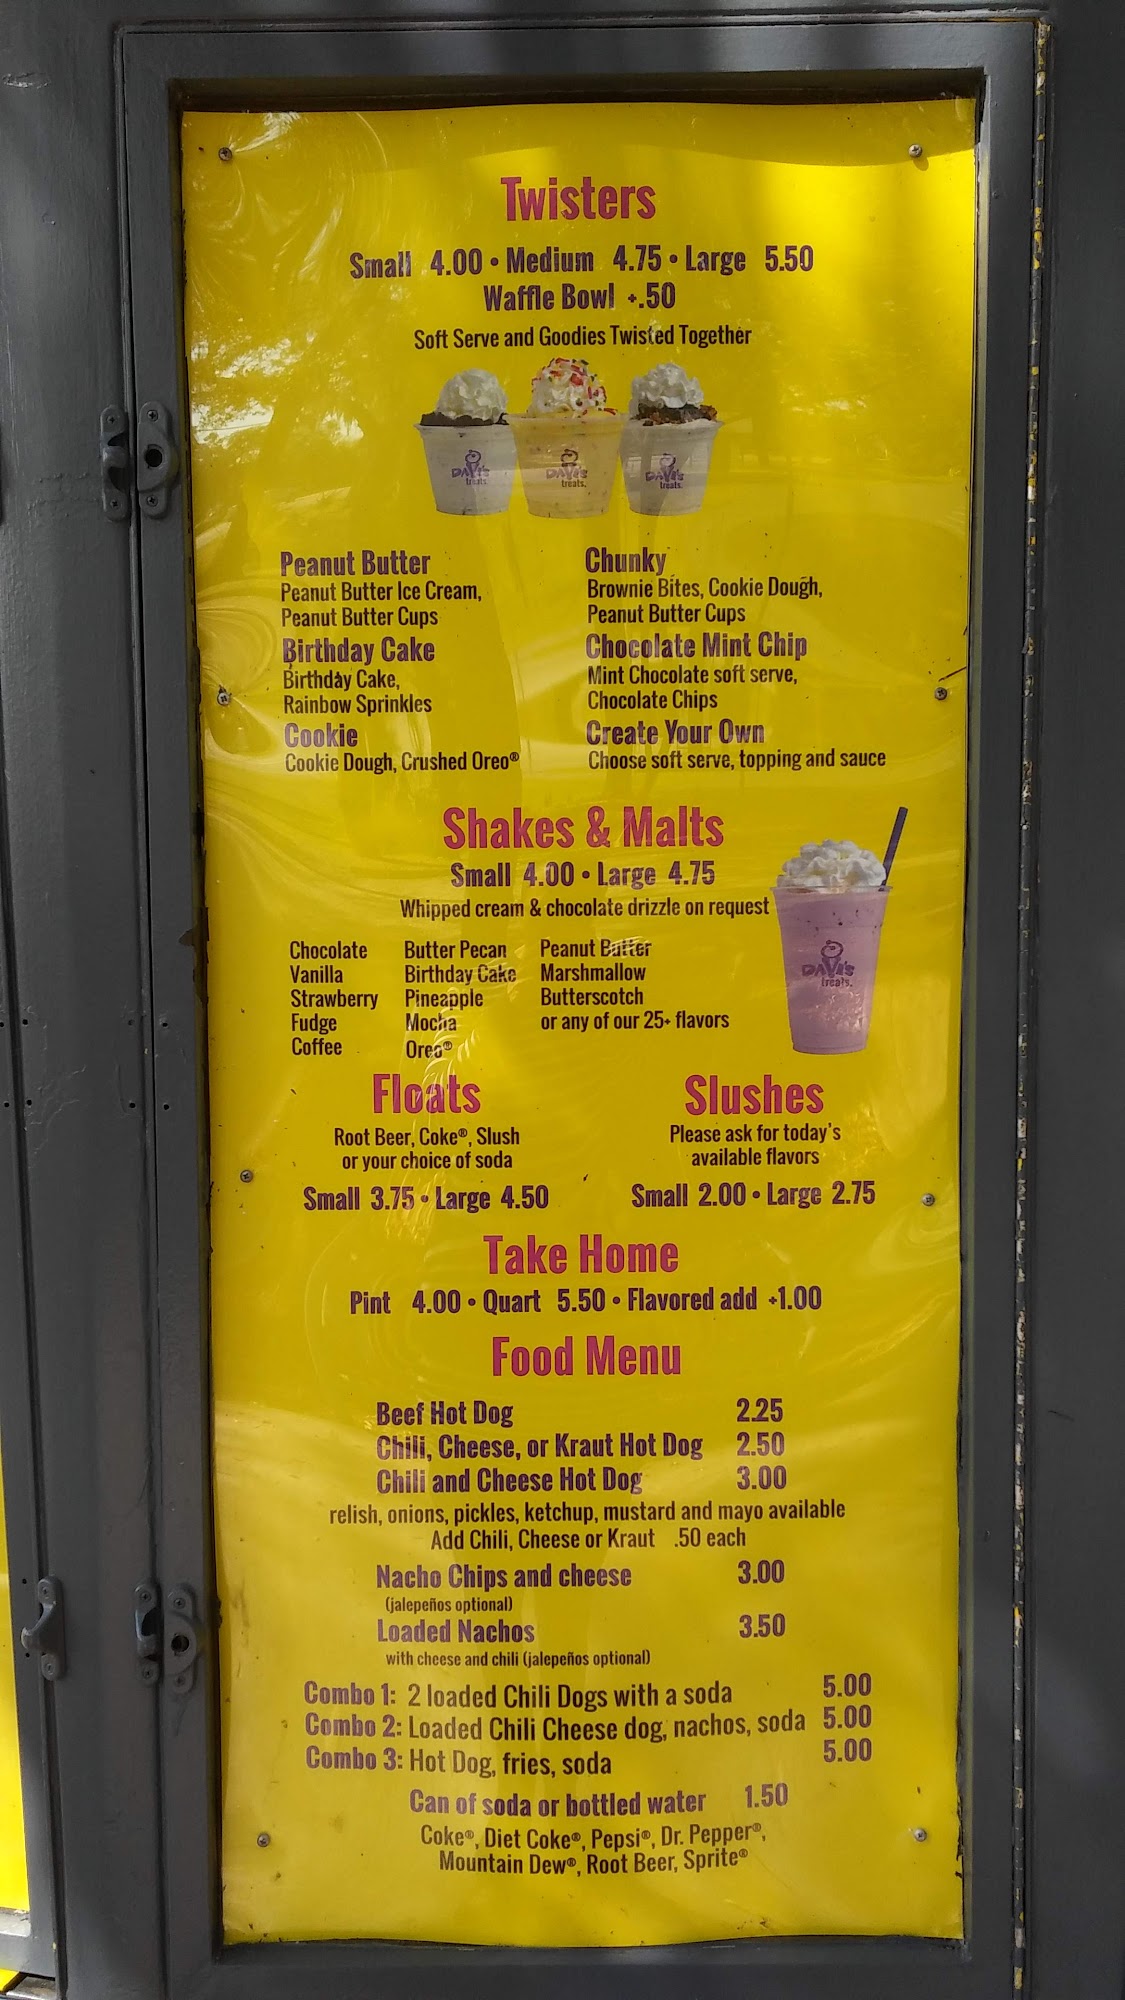 Twisters
Small 4.00 • Medium 4.75 • Large 5.50
Waffle Bowl +.50
Soft Serve and Goodies Twisted Together
DAVE'S DAVE'S DAVE'S
treats. treats. treats.
Peanut Butter
Peanut Butter Ice Cream,
Peanut Butter Cups
Birthday Cake
Birthday Cake,
Rainbow Sprinkles
Cookie
Cookie Dough, Crushed Oreo®
Chunky
Brownie Bites, Cookie Dough,
Peanut Butter Cups
Chocolate Mint Chip
Mint Chocolate soft serve,
Chocolate Chips
Create Your Own
Choose soft serve, topping and sauce
Shakes & Malts
Small 4.00 • Large 4.75
Whipped cream & chocolate drizzle on request
Chocolate
Vanilla
Strawberry
Fudge
Coffee
Butter Pecan
Birthday Cake
Pineapple
Mocha
Oreo®
Peanut Butter
Marshmallow
Butterscotch
or any of our 25+ flavors
DAVE'S
treats.
Floats
Root Beer, Coke®, Slush
or your choice of soda
Small 3.75 • Large 4.50
Slushes
Please ask for today's
available flavors
Small 2.00 • Large 2.75
Take Home
Pint 4.00 • Quart 5.50 • Flavored add +1.00
Food Menu
Beef Hot Dog 2.25
Chili, Cheese, or Kraut Hot Dog 2.50
Chili and Cheese Hot Dog 3.00
relish, onions, pickles, ketchup, mustard and mayo available
Add Chili, Cheese or Kraut .50 each
Nacho Chips and cheese 3.00
(jalepeños optional)
Loaded Nachos 3.50
with cheese and chili (jalepeños optional)
Combo 1: 2 loaded Chili Dogs with a soda 5.00
Combo 2: Loaded Chili Cheese dog, nachos, soda 5.00
Combo 3: Hot Dog, fries, soda 5.00
Can of soda or bottled water 1.50
Coke®, Diet Coke®, Pepsi®, Dr. Pepper®,
Mountain Dew®, Root Beer, Sprite®